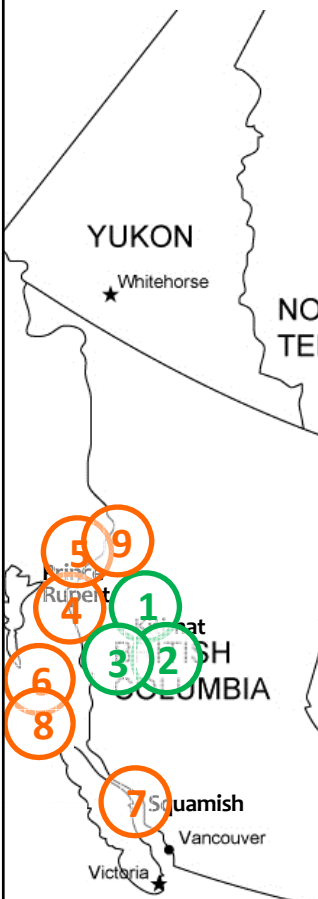 YUKON
Whitehorse
NO
TE
9
5
Prince
Rupert
4
1
3
2
BRITISH
COLUMBIA
6
8
7
Squamish
Vancouver
Victoria